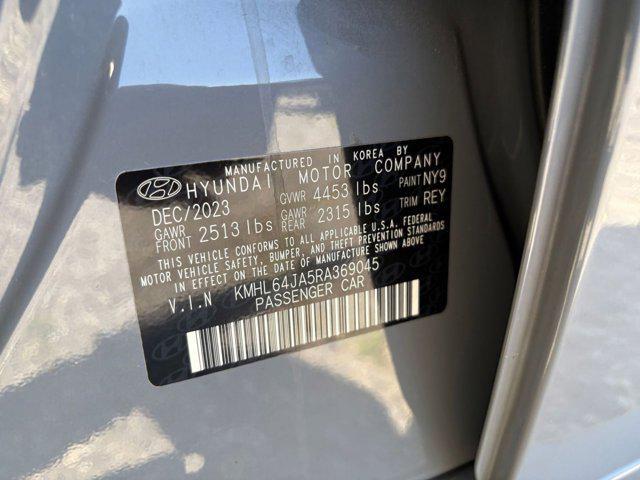 MANUFACTURED IN KOREA BY
HYUNDAI MOTOR COMPANY
DEC/2023 GVWR 4453 lbs PAINT NY9
GAWR FRONT 2513 lbs GAWR REAR 2315 lbs TRIM REY
THIS VEHICLE CONFORMS TO ALL APPLICABLE U.S.A. FEDERAL
MOTOR VEHICLE SAFETY, BUMPER, AND THEFT PREVENTION STANDARDS
IN EFFECT ON THE DATE OF MANUFACTURE SHOWN ABOVE.
V.I.N KMHL64JA5RA369045
PASSENGER CAR